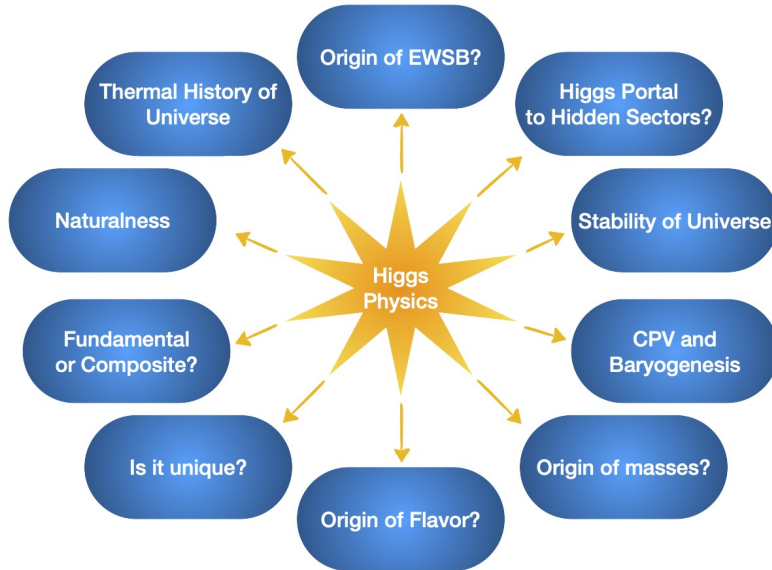 Origin of EWSB?
Thermal History of
Universe
Higgs Portal
to Hidden Sectors?
Naturalness
Stability of Universe
Higgs
Physics
Fundamental
or Composite?
CPV and
Baryogenesis
Is it unique?
Origin of masses?
Origin of Flavor?